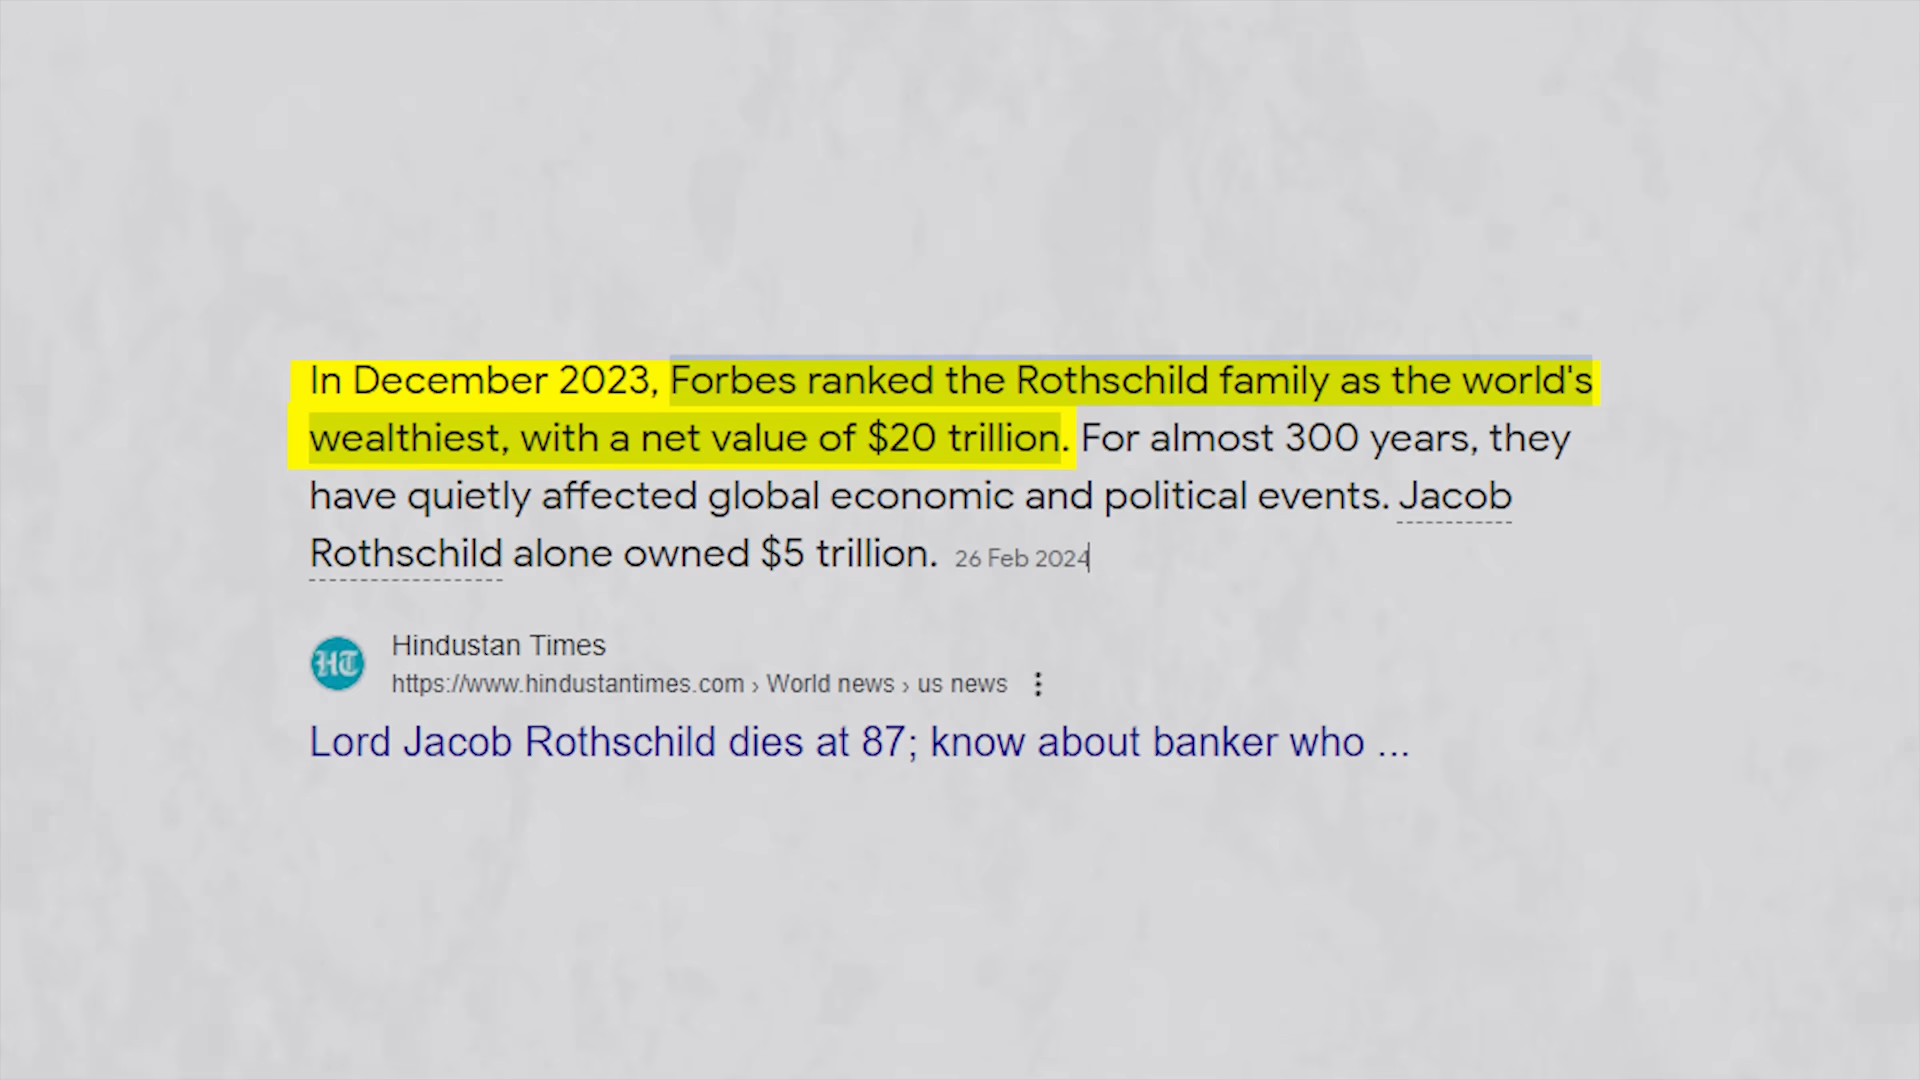 In December 2023, Forbes ranked the Rothschild family as the world's
wealthiest, with a net value of $20 trillion. For almost 300 years, they
have quietly affected global economic and political events. Jacob
Rothschild alone owned $5 trillion. 26 Feb 2024
HT
Hindustan Times
https://www.hindustantimes.com › World news › us news
Lord Jacob Rothschild dies at 87; know about banker who ...